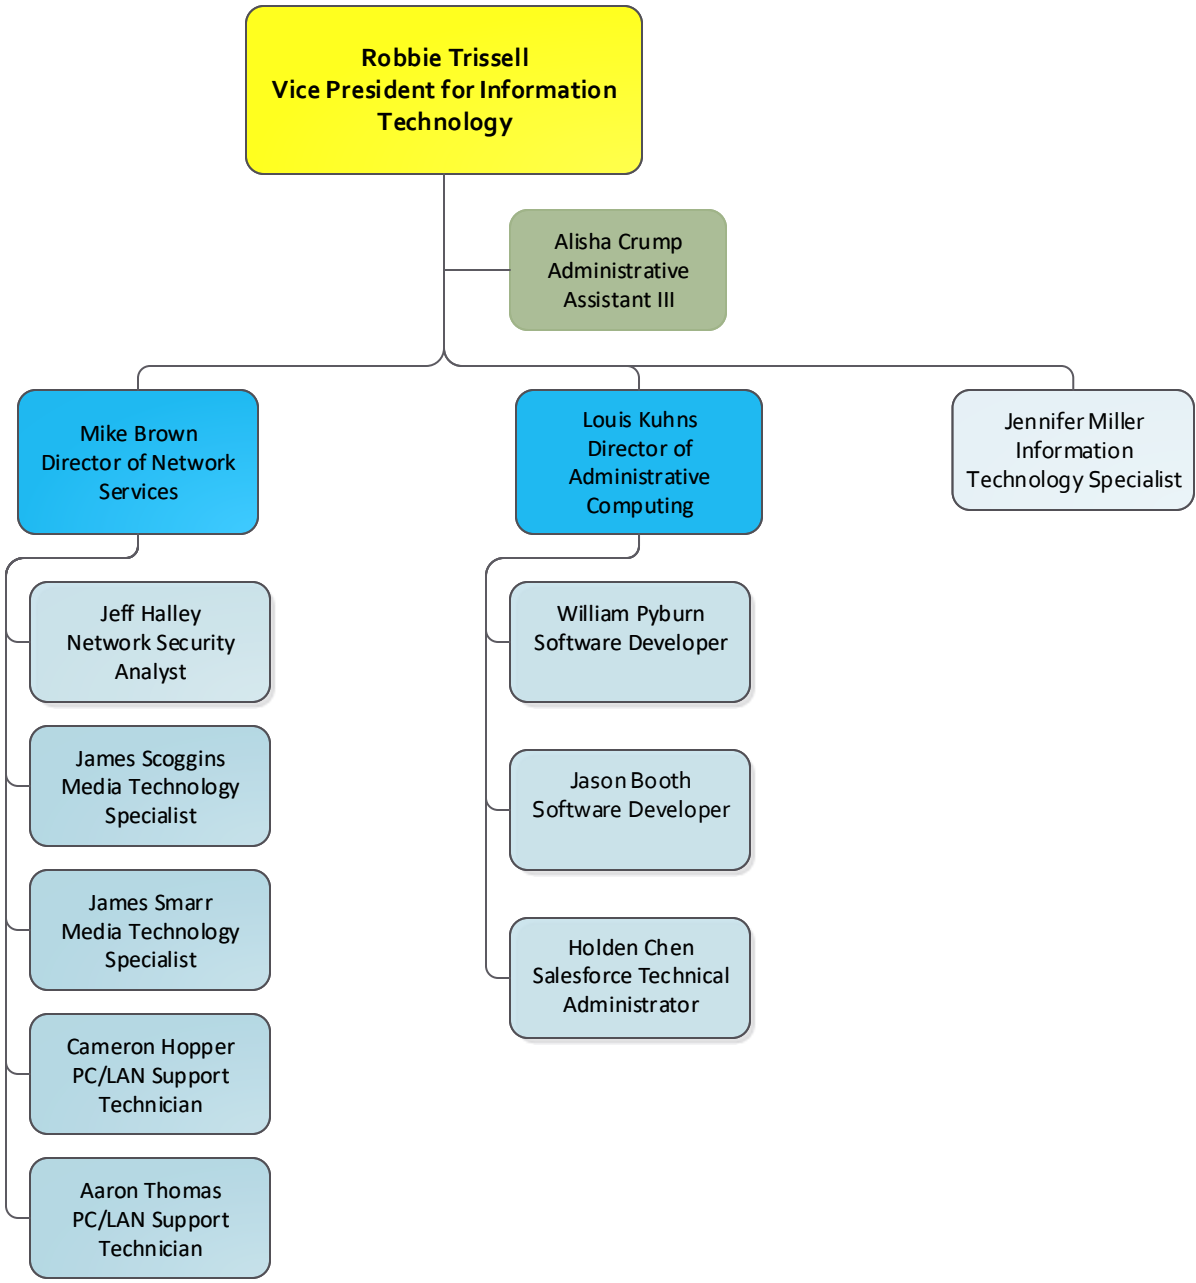 Robbie Trissell
Vice President for Information
Technology
Alisha Crump
Administrative
Assistant III
Mike Brown
Director of Network
Services
Louis Kuhns
Director of
Administrative
Computing
Jennifer Miller
Information
Technology Specialist
Jeff Halley
Network Security
Analyst
James Scoggins
Media Technology
Specialist
James Smarr
Media Technology
Specialist
Cameron Hopper
PC/LAN Support
Technician
Aaron Thomas
PC/LAN Support
Technician
William Pyburn
Software Developer
Jason Booth
Software Developer
Holden Chen
Salesforce Technical
Administrator